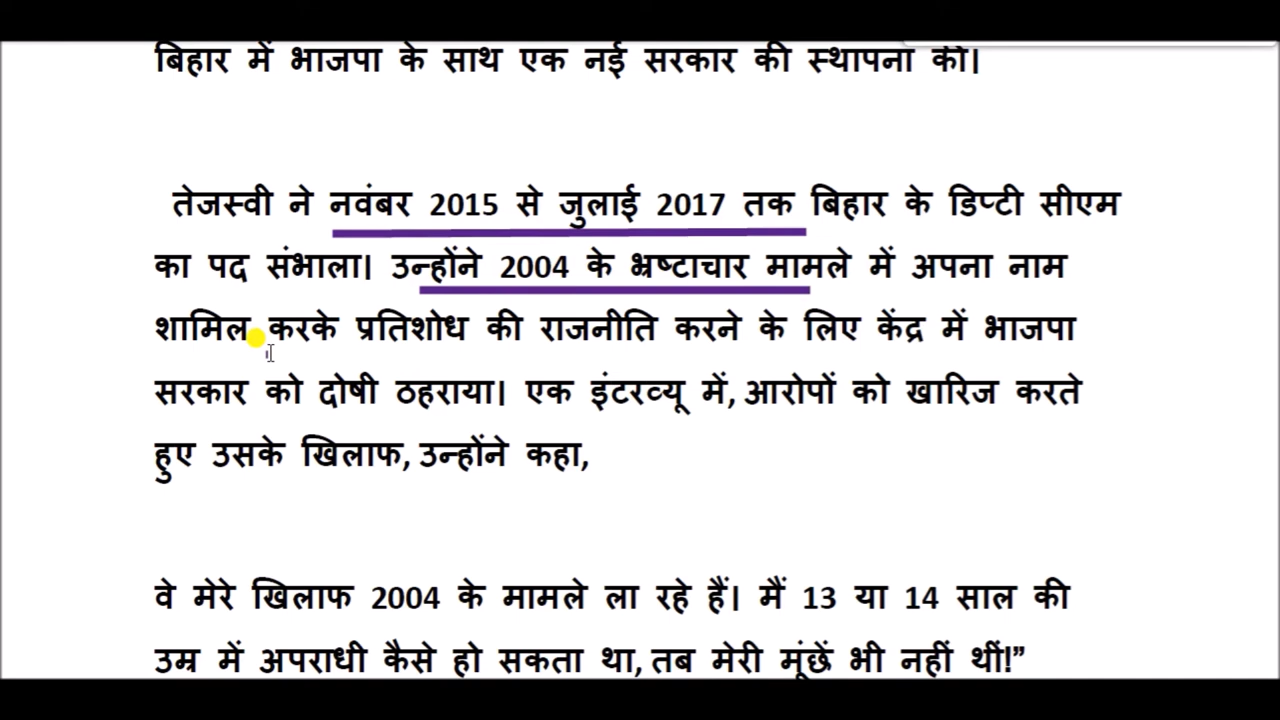 बिहार में भाजपा के साथ एक नई सरकार की स्थापना की।
तेजस्वी ने नवंबर 2015 से जुलाई 2017 तक बिहार के डिप्टी सीएम
का पद संभाला। उन्होंने 2004 के भ्रष्टाचार मामले में अपना नाम
शामिल करके प्रतिशोध की राजनीति करने के लिए केंद्र में भाजपा
सरकार को दोषी ठहराया। एक इंटरव्यू में, आरोपों को खारिज करते
हुए उसके खिलाफ, उन्होंने कहा,
वे मेरे खिलाफ 2004 के मामले ला रहे हैं। मैं 13 या 14 साल की
उम्र में अपराधी कैसे हो सकता था, तब मेरी मूंछें भी नहीं थीं!”